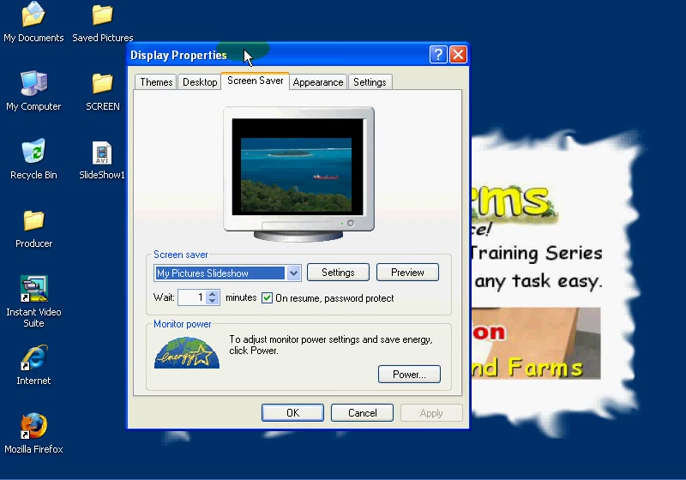 My Documents
Saved Pictures
My Computer
SCREEN
Recycle Bin
AVI
SlideShow1
Producer
Instant Video
Suite
Internet
Mozilla Firefox
Display Properties
?
Themes
Desktop
Screen Saver
Appearance
Settings
Screen saver
My Pictures Slideshow
Settings
Preview
Wait:
1
minutes
On resume, password protect
Monitor power
energy
To adjust monitor power settings and save energy,
click Power.
Power...
OK
Cancel
Apply
rms
ce!
Training Series
any task easy.
on
nd Farms